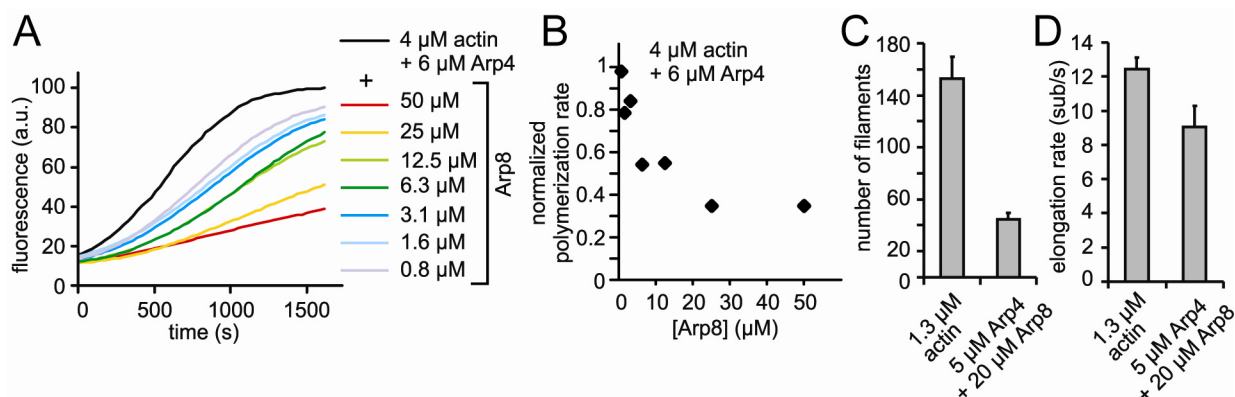 A
fluorescence (a.u.)
100
80
60
40
20
0
0
500
1000
1500
time (s)
4 µM actin
+ 6 µM Arp4
+
50 µM
25 µM
12.5 µM
6.3 µM
3.1 µM
1.6 µM
0.8 µM
Arp8
B
4 µM actin
+ 6 µM Arp4
normalized
polymerization rate
1
0.8
0.6
0.4
0.2
0
0
10
20
30
40
50
[Arp8] (µM)
C
number of filaments
180
140
100
60
20
0
1.3 µM
actin
5 µM Arp4
+ 20 µM Arp8
D
elongation rate (sub/s)
14
12
10
8
6
4
2
0
1.3 µM
actin
5 µM Arp4
+ 20 µM Arp8